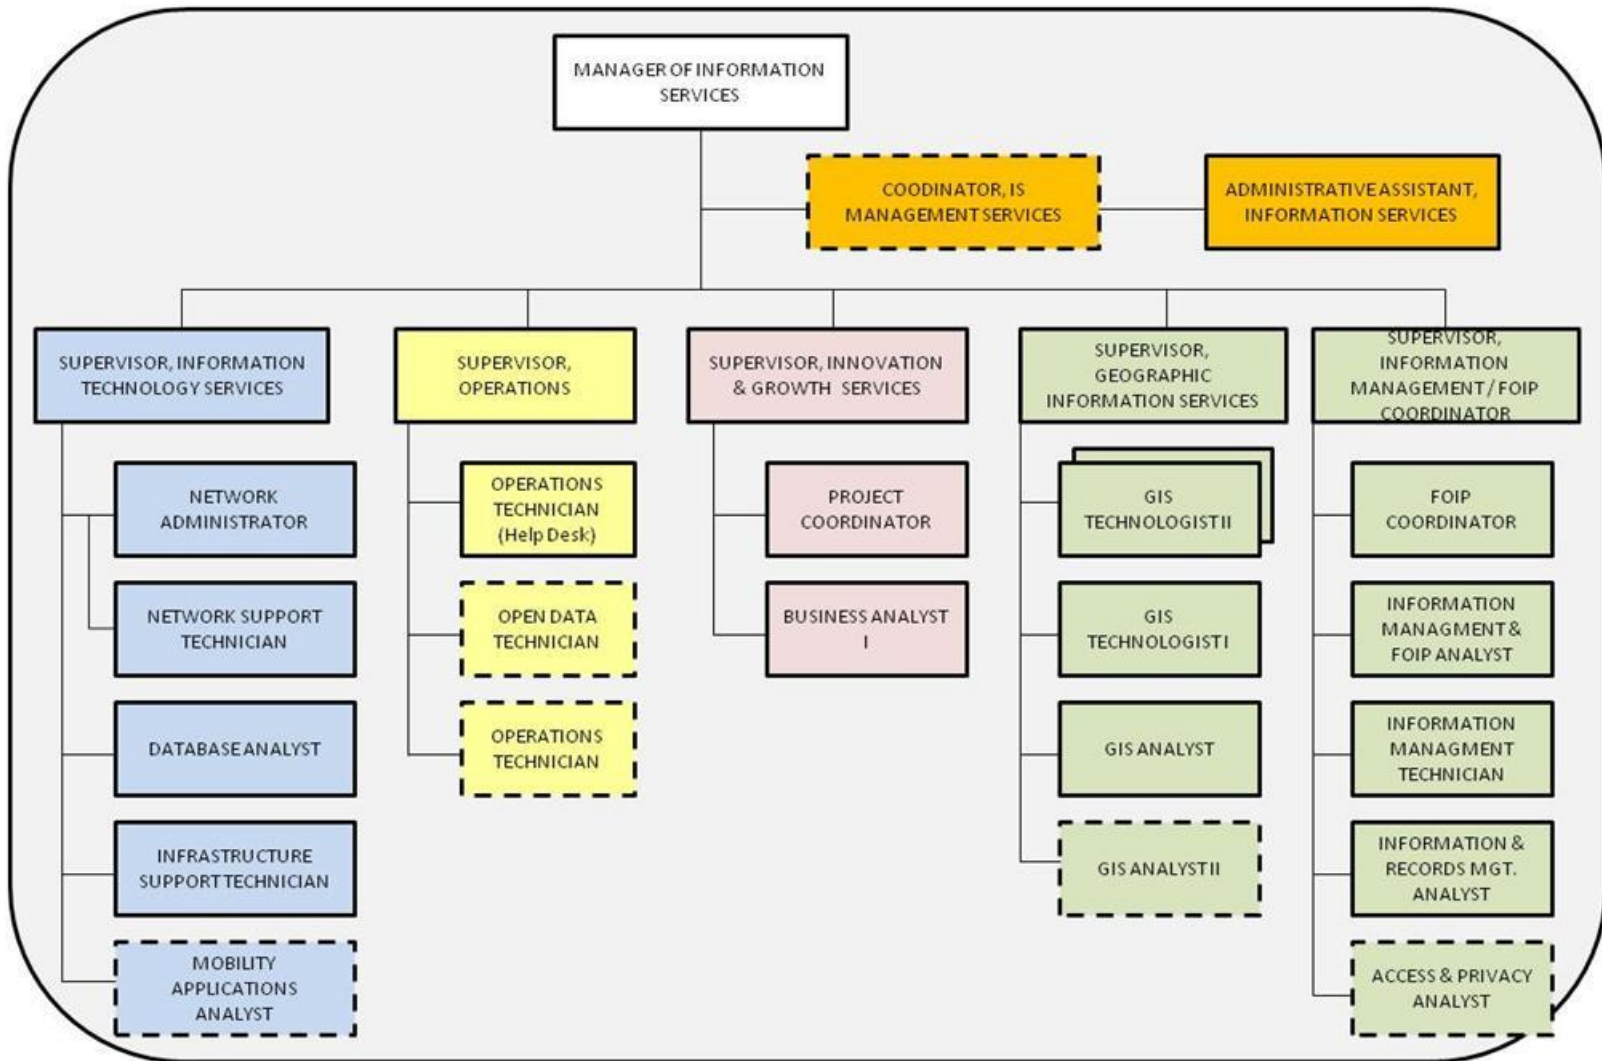 MANAGER OF INFORMATION
SERVICES
COODINATOR, IS
MANAGEMENT SERVICES
ADMINISTRATIVE ASSISTANT,
INFORMATION SERVICES
SUPERVISOR, INFORMATION
TECHNOLOGY SERVICES
SUPERVISOR,
OPERATIONS
SUPERVISOR, INNOVATION
& GROWTH SERVICES
SUPERVISOR,
GEOGRAPHIC
INFORMATION SERVICES
SUPERVISOR,
INFORMATION
MANAGEMENT / FOIP
COORDINATOR
NETWORK
ADMINISTRATOR
NETWORK SUPPORT
TECHNICIAN
DATABASE ANALYST
INFRASTRUCTURE
SUPPORT TECHNICIAN
MOBILITY
APPLICATIONS
ANALYST
OPERATIONS
TECHNICIAN
(Help Desk)
OPEN DATA
TECHNICIAN
OPERATIONS
TECHNICIAN
PROJECT
COORDINATOR
BUSINESS ANALYST
I
GIS
TECHNOLOGIST II
GIS
TECHNOLOGIST I
GIS ANALYST
GIS ANALYST II
FOIP
COORDINATOR
INFORMATION
MANAGMENT &
FOIP ANALYST
INFORMATION
MANAGMENT
TECHNICIAN
INFORMATION &
RECORDS MGT.
ANALYST
ACCESS & PRIVACY
ANALYST